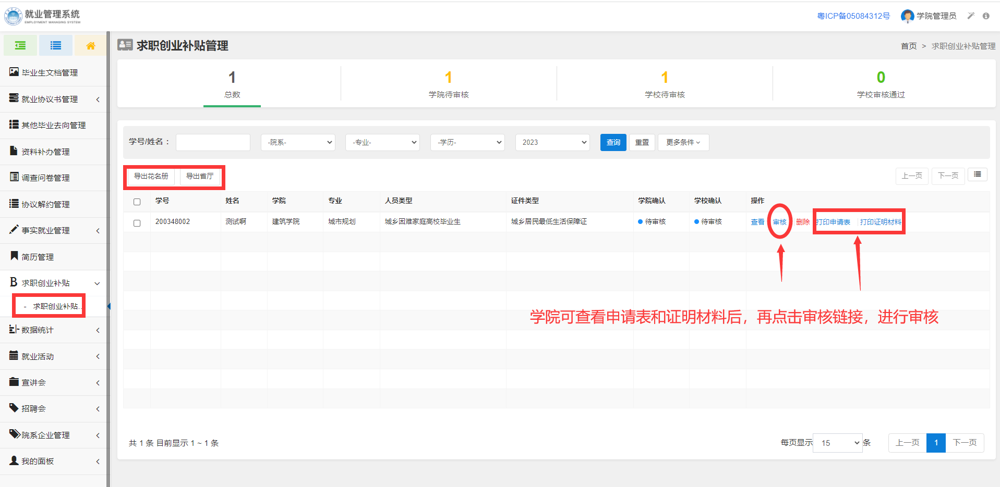 就业管理系统
EMPLOYMENT MANAGING SYSTEM
粤ICP备05084312号
学院管理员
毕业生文档管理
就业协议书管理
其他毕业去向管理
资料补办管理
调查问卷管理
协议解约管理
事实就业管理
简历管理
求职创业补贴
- 求职创业补贴..
数据统计
就业活动
宣讲会
招聘会
院系企业管理
我的面板
求职创业补贴管理
首页 > 求职创业补贴管理
1 1 1 0
总数 学院待审核 学校待审核 学校审核通过
学号/姓名： -院系- -专业- -学历- 2023 查询 重置 更多条件
导出花名册 导出省厅 上一页 下一页
学号 姓名 学院 专业 人员类型 证件类型 学院确认 学校确认 操作
200348002 测试啊 建筑学院 城市规划 城乡困难家庭高校毕业生 城乡居民最低生活保障证 待审核 待审核 查看 审核 删除 打印申请表 打印证明材料
学院可查看申请表和证明材料后，再点击审核链接，进行审核
共 1 条 目前显示 1 ~ 1 条 每页显示 15 条 上一页 1 下一页